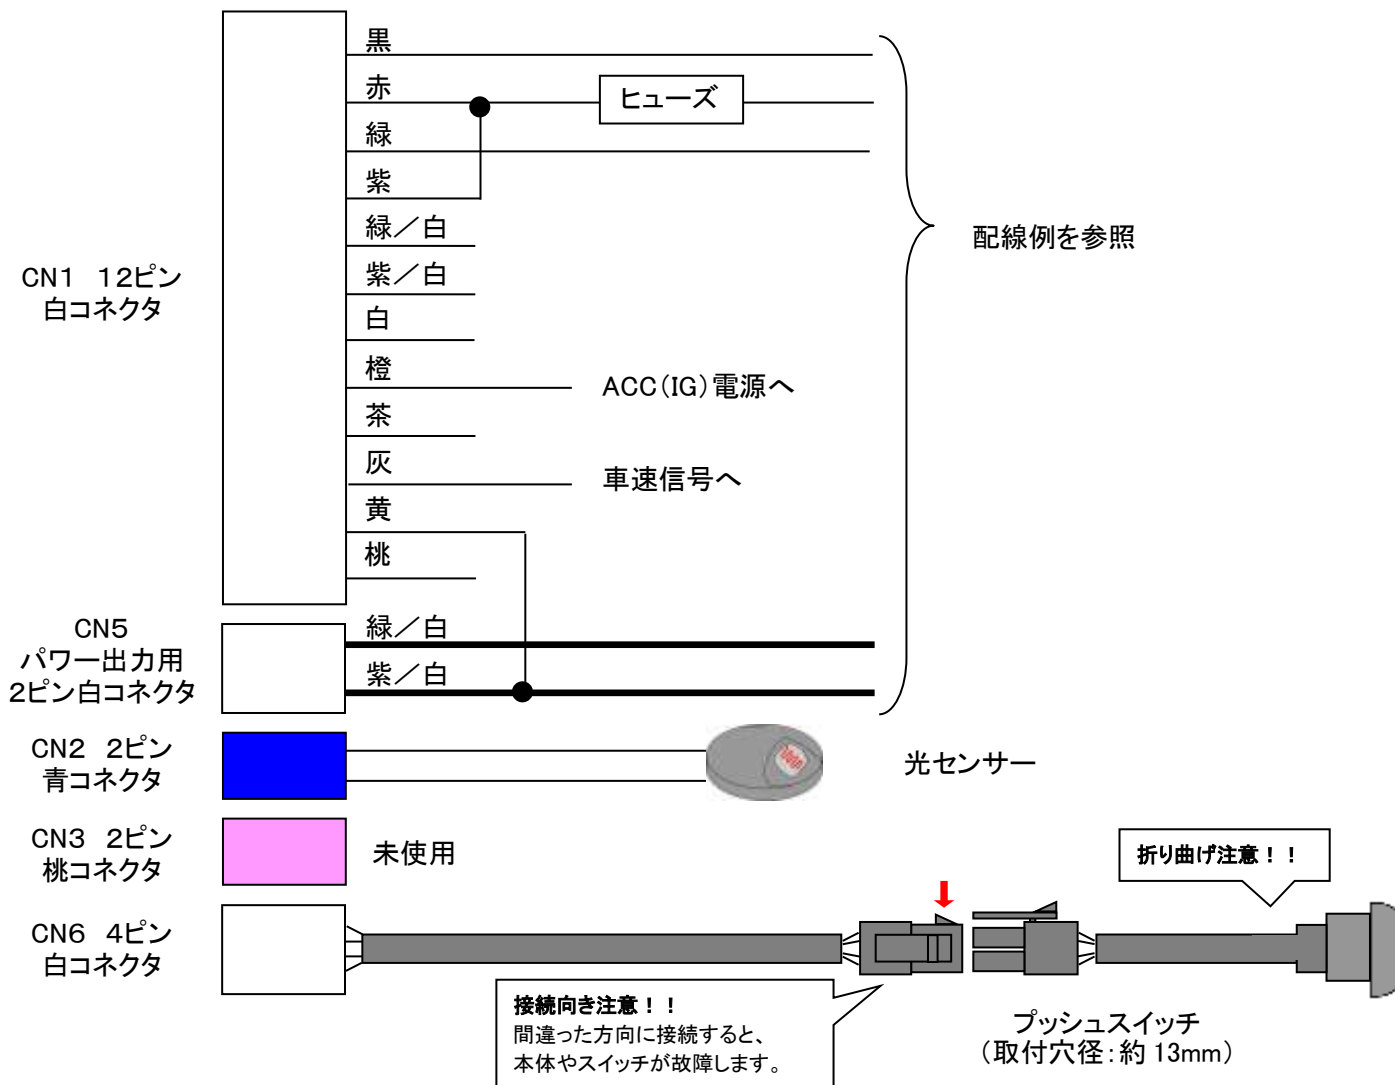 黒
赤
ヒューズ
緑
紫
緑／白
紫／白
白
橙
ACC（IG）電源へ
茶
灰
車速信号へ
黄
桃
配線例を参照
CN1　12ピン
白コネクタ
CN5
パワー出力用
2ピン白コネクタ
緑／白
紫／白
CN2　2ピン
青コネクタ
光センサー
CN3　2ピン
桃コネクタ
未使用
折り曲げ注意！！
CN6　4ピン
白コネクタ
接続向き注意！！
間違った方向に接続すると、
本体やスイッチが故障します。
プッシュスイッチ
（取付穴径：約 13mm）